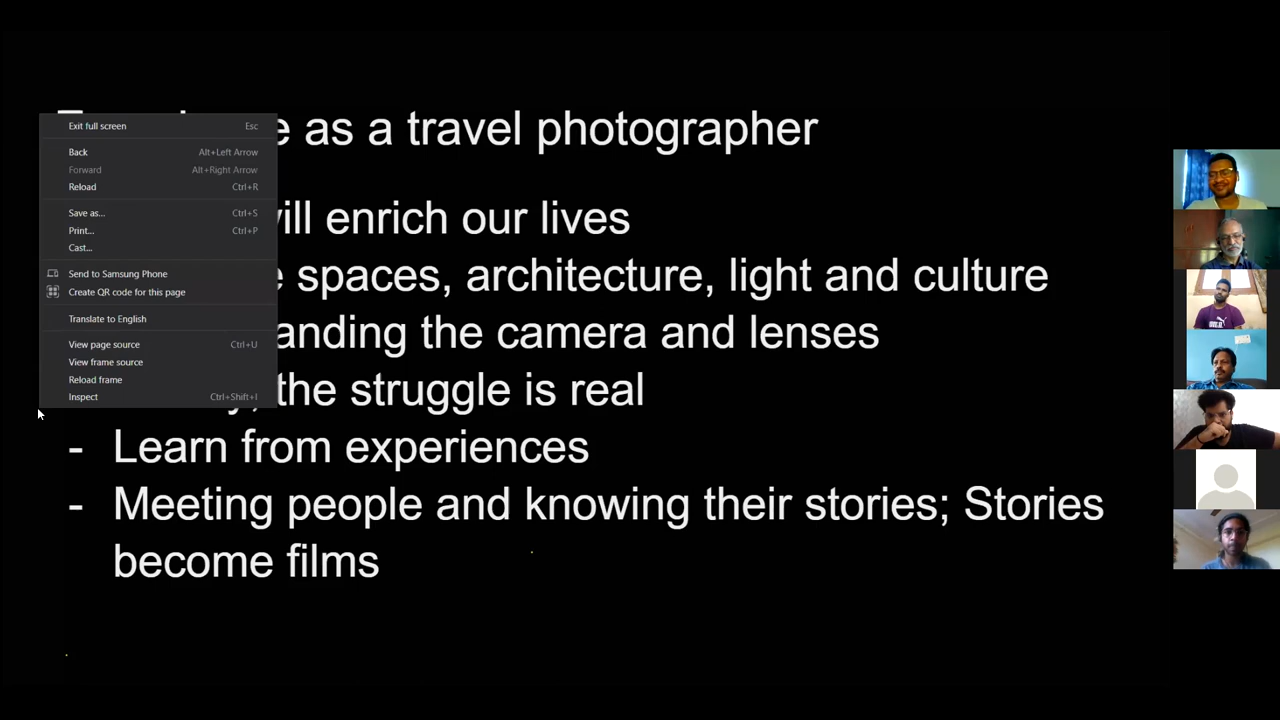 as a travel photographer
will enrich our lives
spaces, architecture, light and culture
the camera and lenses
the struggle is real
- Learn from experiences
- Meeting people and knowing their stories; Stories
become films
Exit full screen Esc
Back Alt+Left Arrow
Forward Alt+Right Arrow
Reload Ctrl+R
Save as... Ctrl+S
Print... Ctrl+P
Cast...
Send to Samsung Phone
Create QR code for this page
Translate to English
View page source Ctrl+U
View frame source
Reload frame
Inspect Ctrl+Shift+I